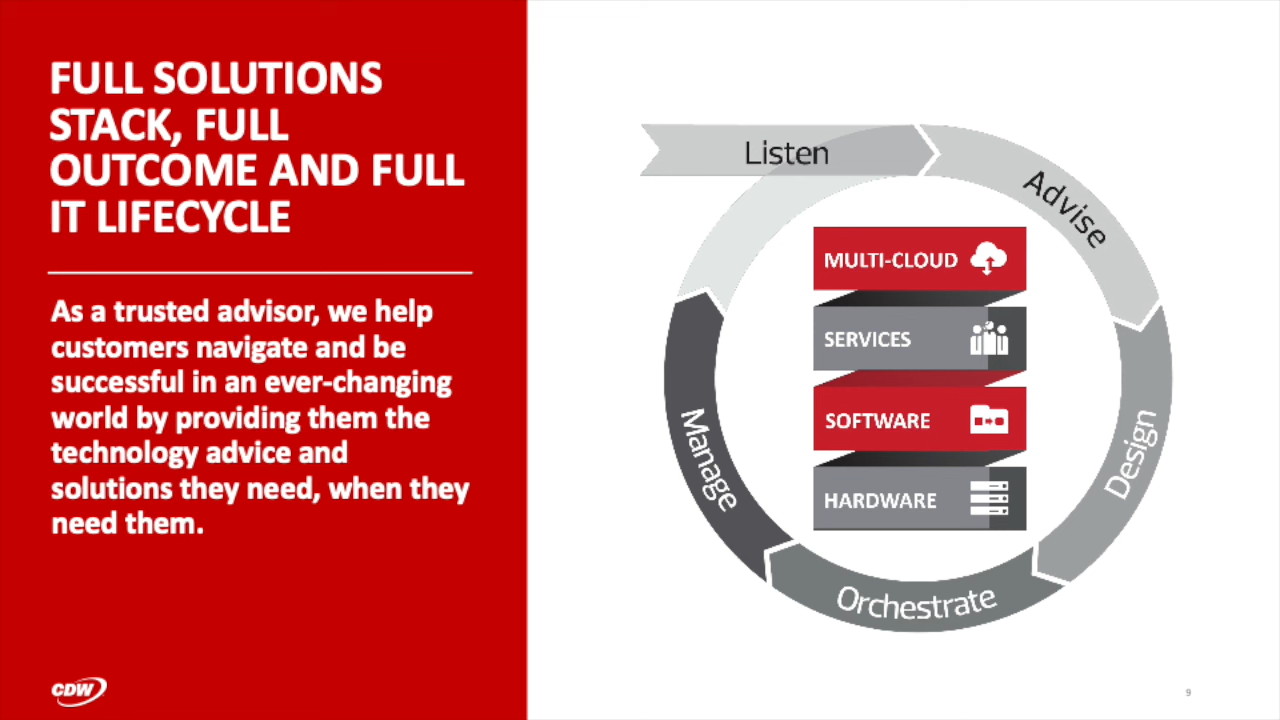 FULL SOLUTIONS
STACK, FULL
OUTCOME AND FULL
IT LIFECYCLE
As a trusted advisor, we help
customers navigate and be
successful in an ever-changing
world by providing them the
technology advice and
solutions they need, when they
need them.
CDW
Listen
Advise
Design
Orchestrate
Manage
MULTI-CLOUD
SERVICES
SOFTWARE
HARDWARE
9